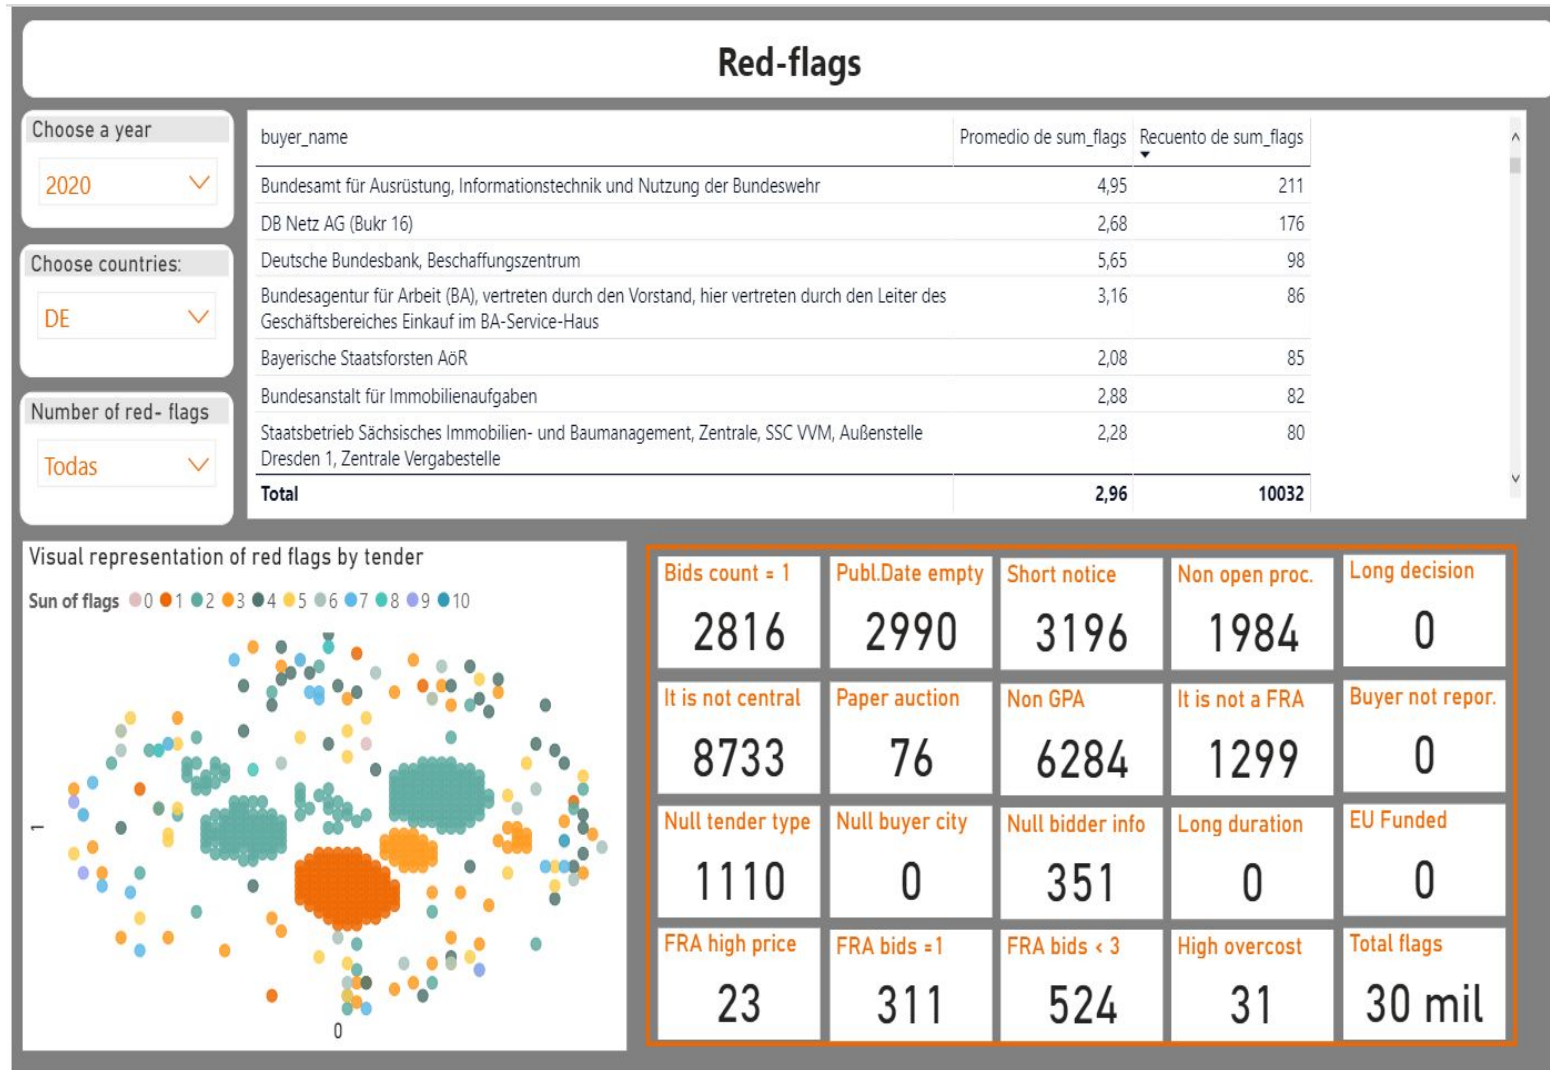 Red-flags
Choose a year
2020
Choose countries:
DE
Number of red- flags
Todas
buyer_name Promedio de sum_flags Recuento de sum_flags
Bundesamt für Ausrüstung, Informationstechnik und Nutzung der Bundeswehr 4,95 211
DB Netz AG (Bukr 16) 2,68 176
Deutsche Bundesbank, Beschaffungszentrum 5,65 98
Bundesagentur für Arbeit (BA), vertreten durch den Vorstand, hier vertreten durch den Leiter des 3,16 86
Geschäftsbereiches Einkauf im BA-Service-Haus
Bayerische Staatsforsten AöR 2,08 85
Bundesanstalt für Immobilienaufgaben 2,88 82
Staatsbetrieb Sächsisches Immobilien- und Baumanagement, Zentrale, SSC VVM, Außenstelle 2,28 80
Dresden 1, Zentrale Vergabestelle
Total 2,96 10032
Visual representation of red flags by tender
Sun of flags 0 1 2 3 4 5 6 7 8 9 10
1
0
Bids count = 1 Publ.Date empty Short notice Non open proc. Long decision
2816 2990 3196 1984 0
It is not central Paper auction Non GPA It is not a FRA Buyer not repor.
8733 76 6284 1299 0
Null tender type Null buyer city Null bidder info Long duration EU Funded
1110 0 351 0 0
FRA high price FRA bids =1 FRA bids < 3 High overcost Total flags
23 311 524 31 30 mil